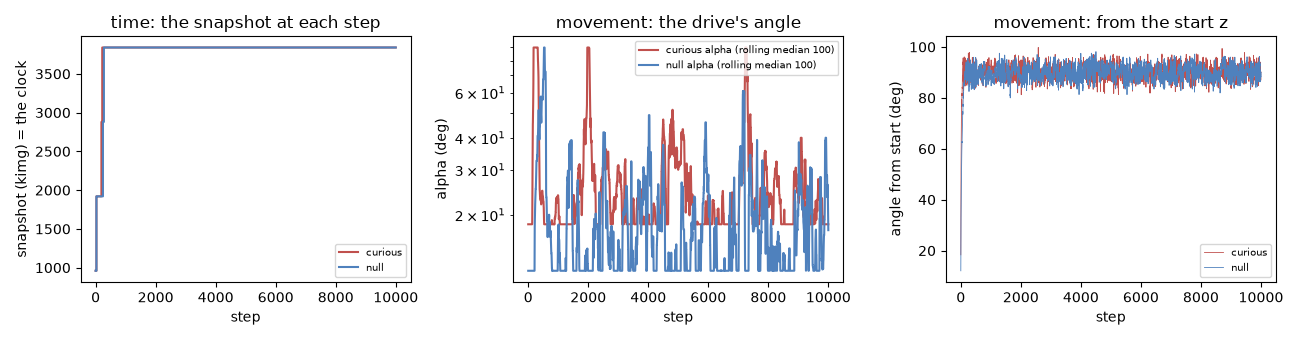 time: the snapshot at each step
snapshot (kimg) = the clock
3500
3000
2500
2000
1500
1000
0
2000
4000
6000
8000
10000
step
curious
null
movement: the drive's angle
alpha (deg)
6 × 10¹
4 × 10¹
3 × 10¹
2 × 10¹
0
2000
4000
6000
8000
10000
step
curious alpha (rolling median 100)
null alpha (rolling median 100)
movement: from the start z
angle from start (deg)
100
80
60
40
20
0
2000
4000
6000
8000
10000
step
curious
null